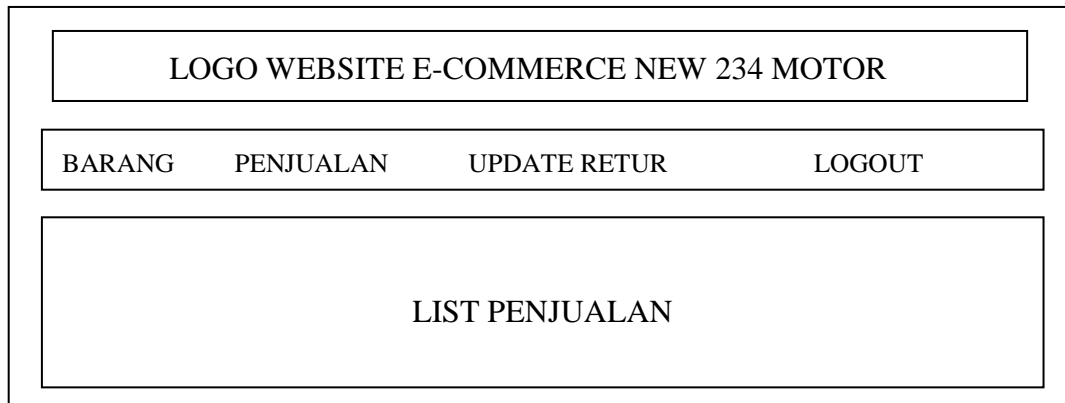 LOGO WEBSITE E-COMMERCE NEW 234 MOTOR
BARANG PENJUALAN UPDATE RETUR LOGOUT
LIST PENJUALAN